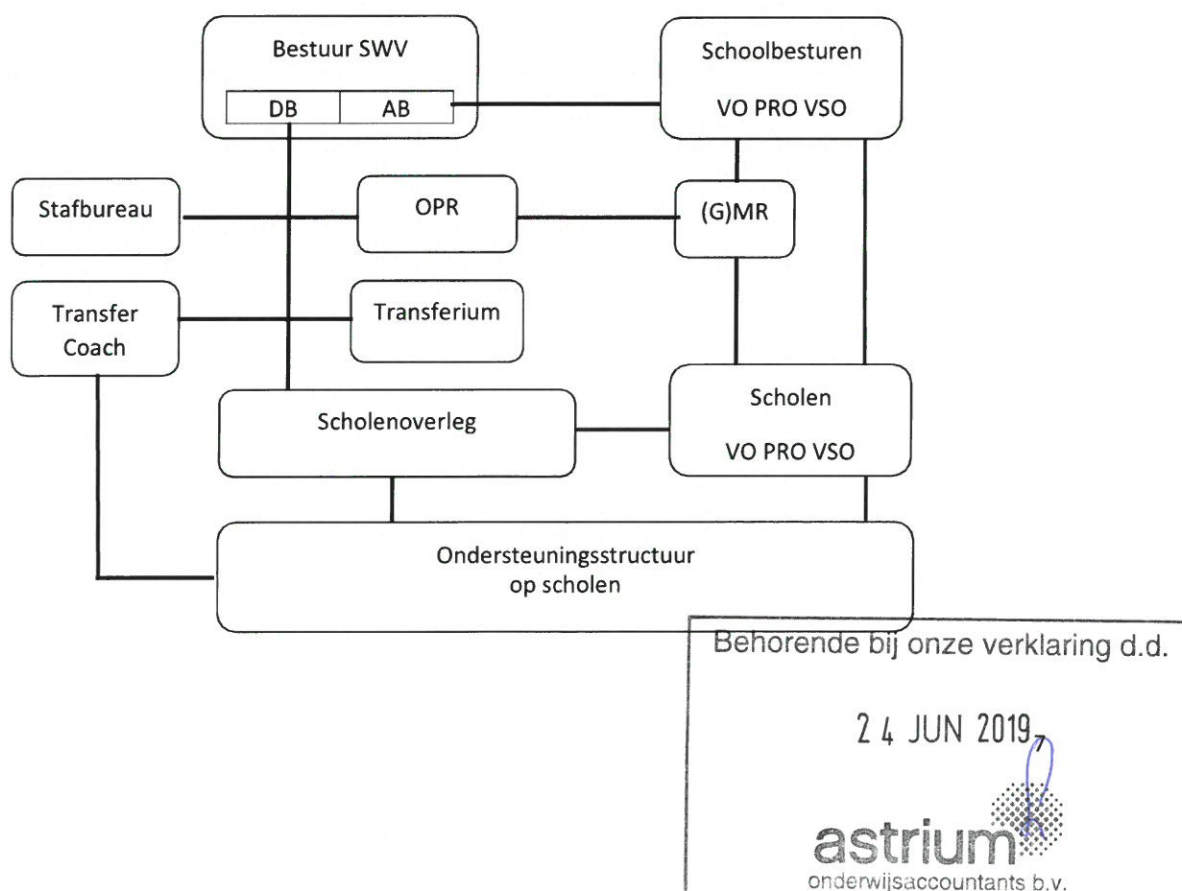 Bestuur SWV
DB AB
Schoolbesturen
VO PRO VSO
Stafbureau
OPR
(G)MR
Transfer
Coach
Transferium
Scholenoverleg
Scholen
VO PRO VSO
Ondersteuningsstructuur
op scholen
Behorende bij onze verklaring d.d.
24 JUN 2019
7
astrium
onderwijsaccountants b.v.